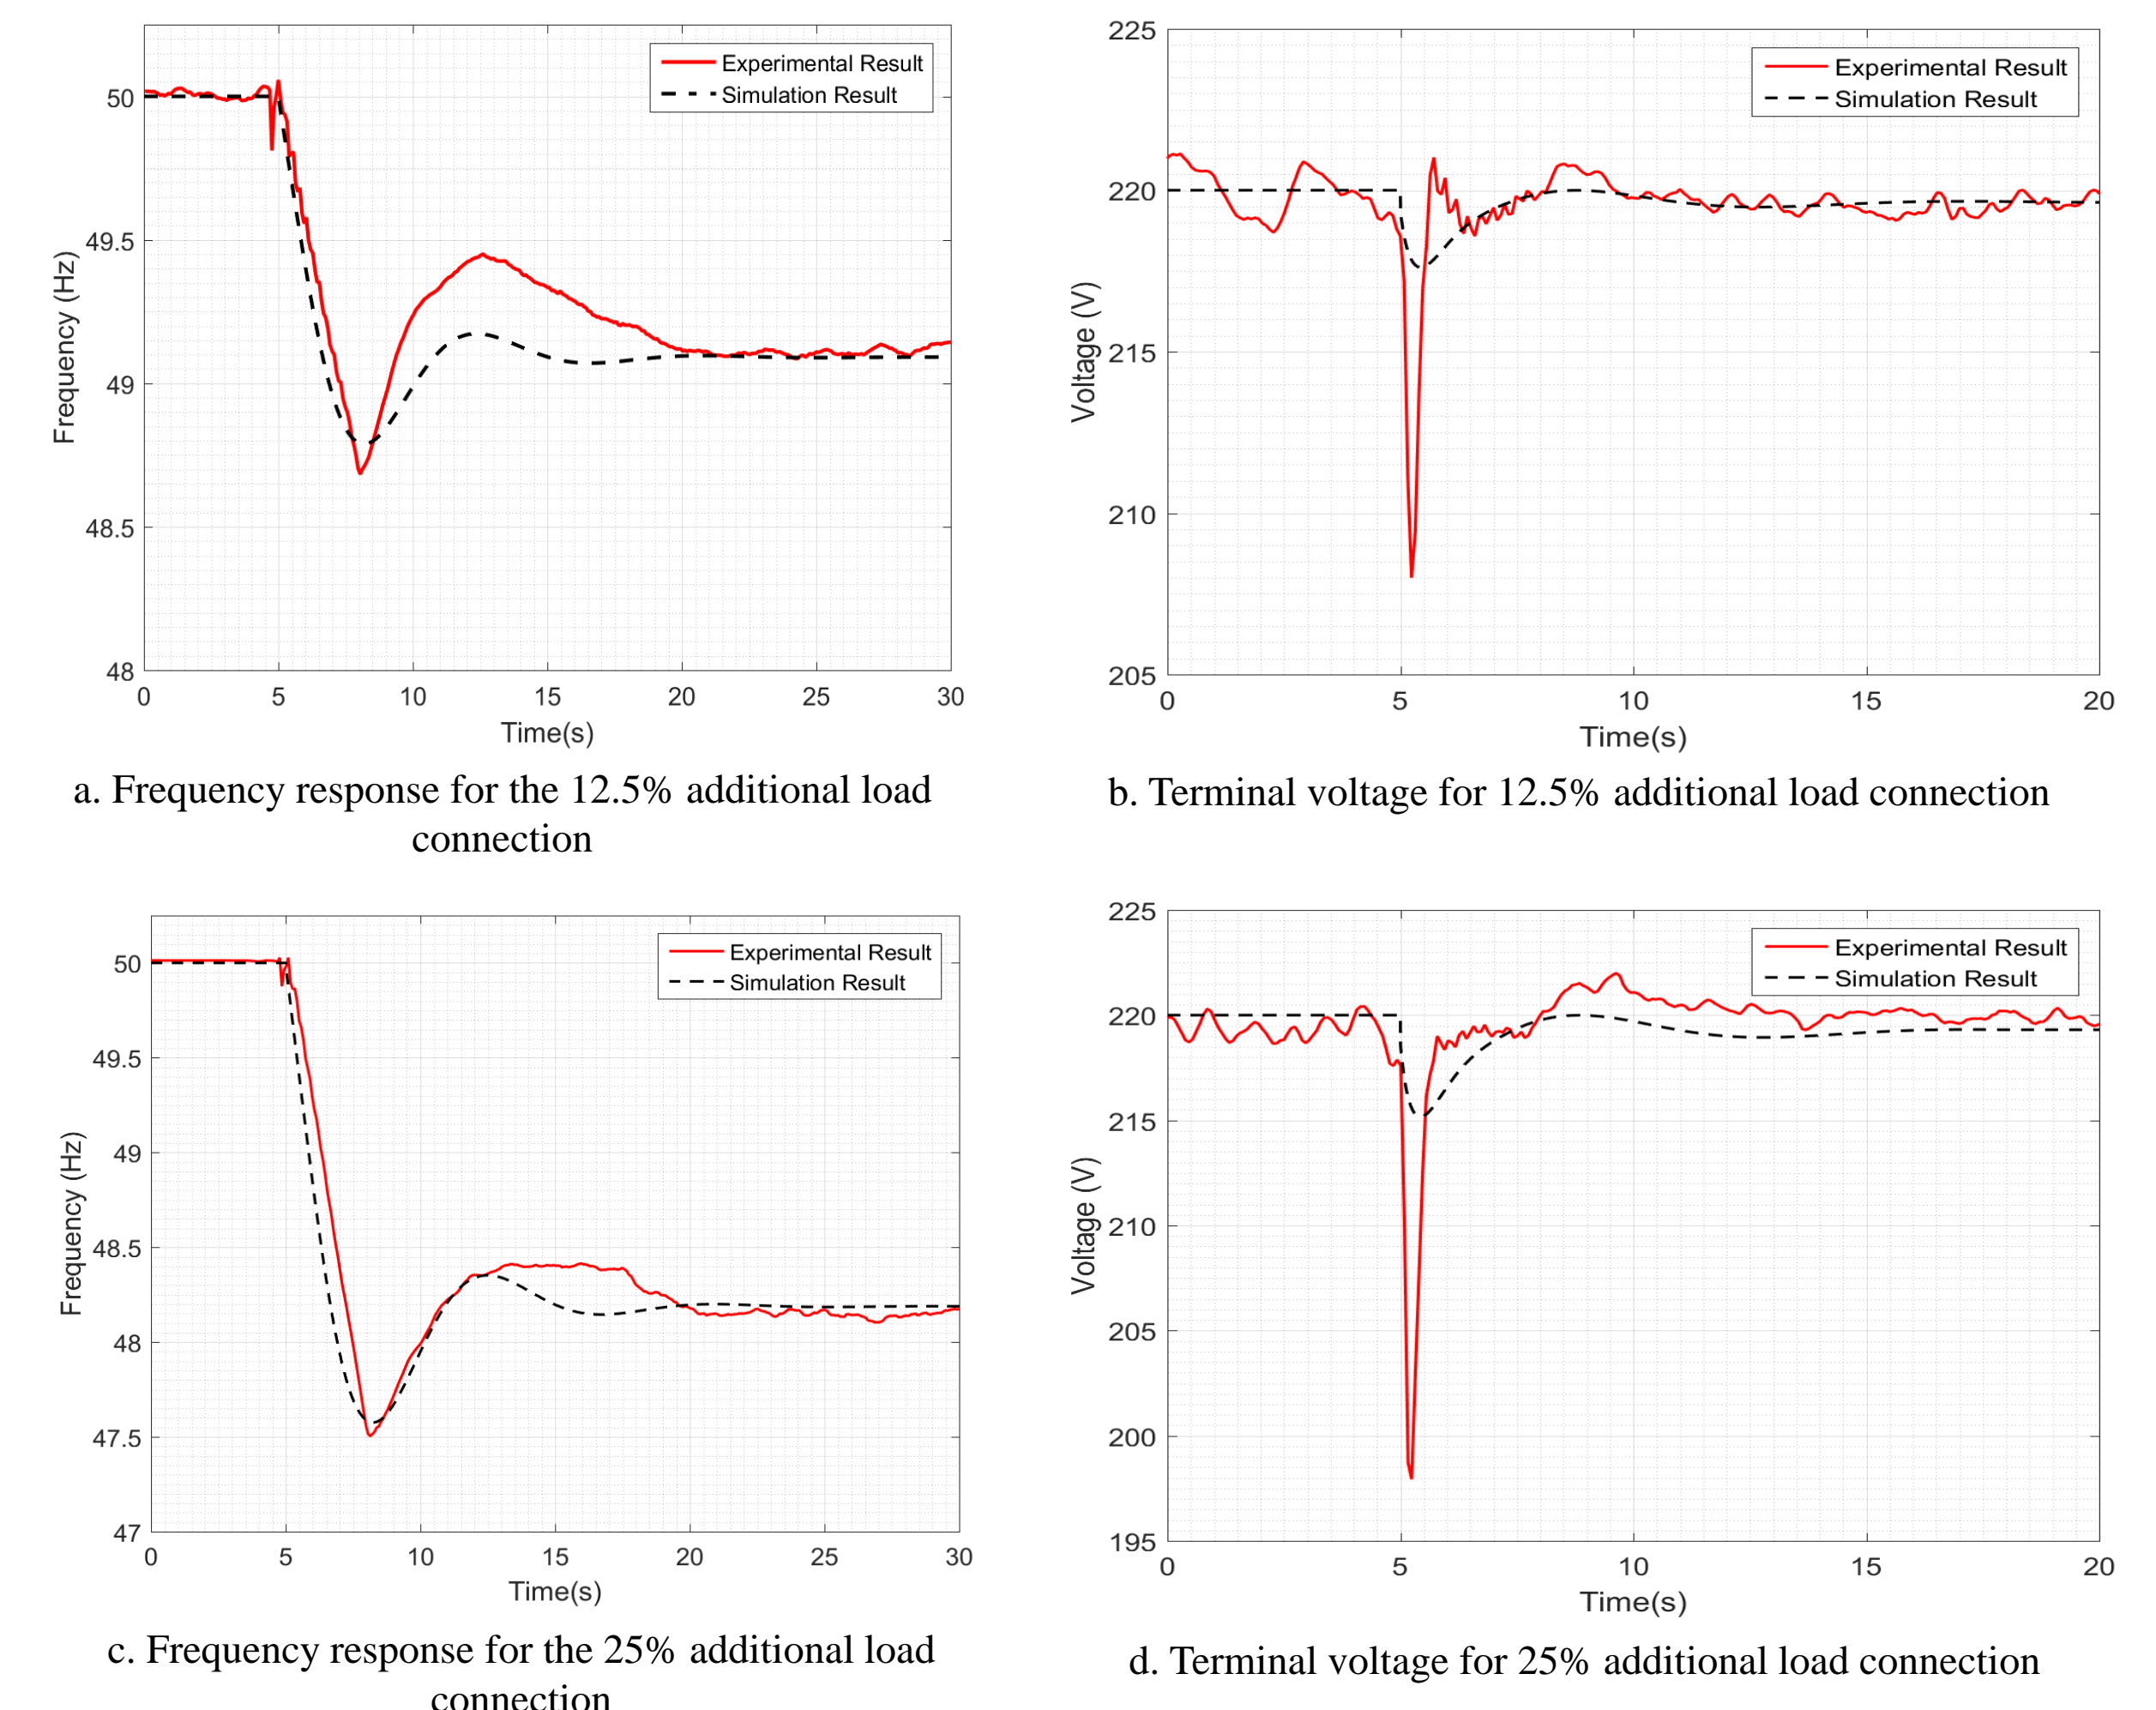 Experimental Result
Simulation Result
50
49.5
49
48.5
48
Frequency (Hz)
0 5 10 15 20 25 30
Time(s)
a. Frequency response for the 12.5% additional load
connection
225
220
215
210
205
Voltage (V)
Experimental Result
Simulation Result
0 5 10 15 20
Time(s)
b. Terminal voltage for 12.5% additional load connection
Experimental Result
Simulation Result
50
49.5
49
48.5
48
47.5
47
Frequency (Hz)
0 5 10 15 20 25 30
Time(s)
c. Frequency response for the 25% additional load
connection
225
220
215
210
205
200
195
Voltage (V)
Experimental Result
Simulation Result
0 5 10 15 20
Time(s)
d. Terminal voltage for 25% additional load connection